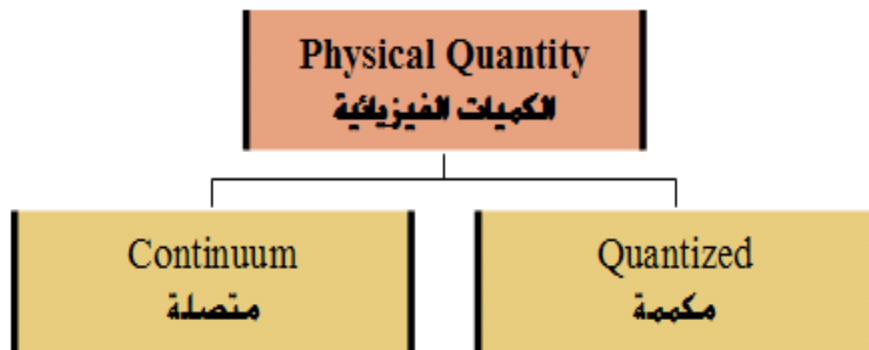 Physical Quantity
الكميات الفيزيائية
Continuum
متصلة
Quantized
مكممة